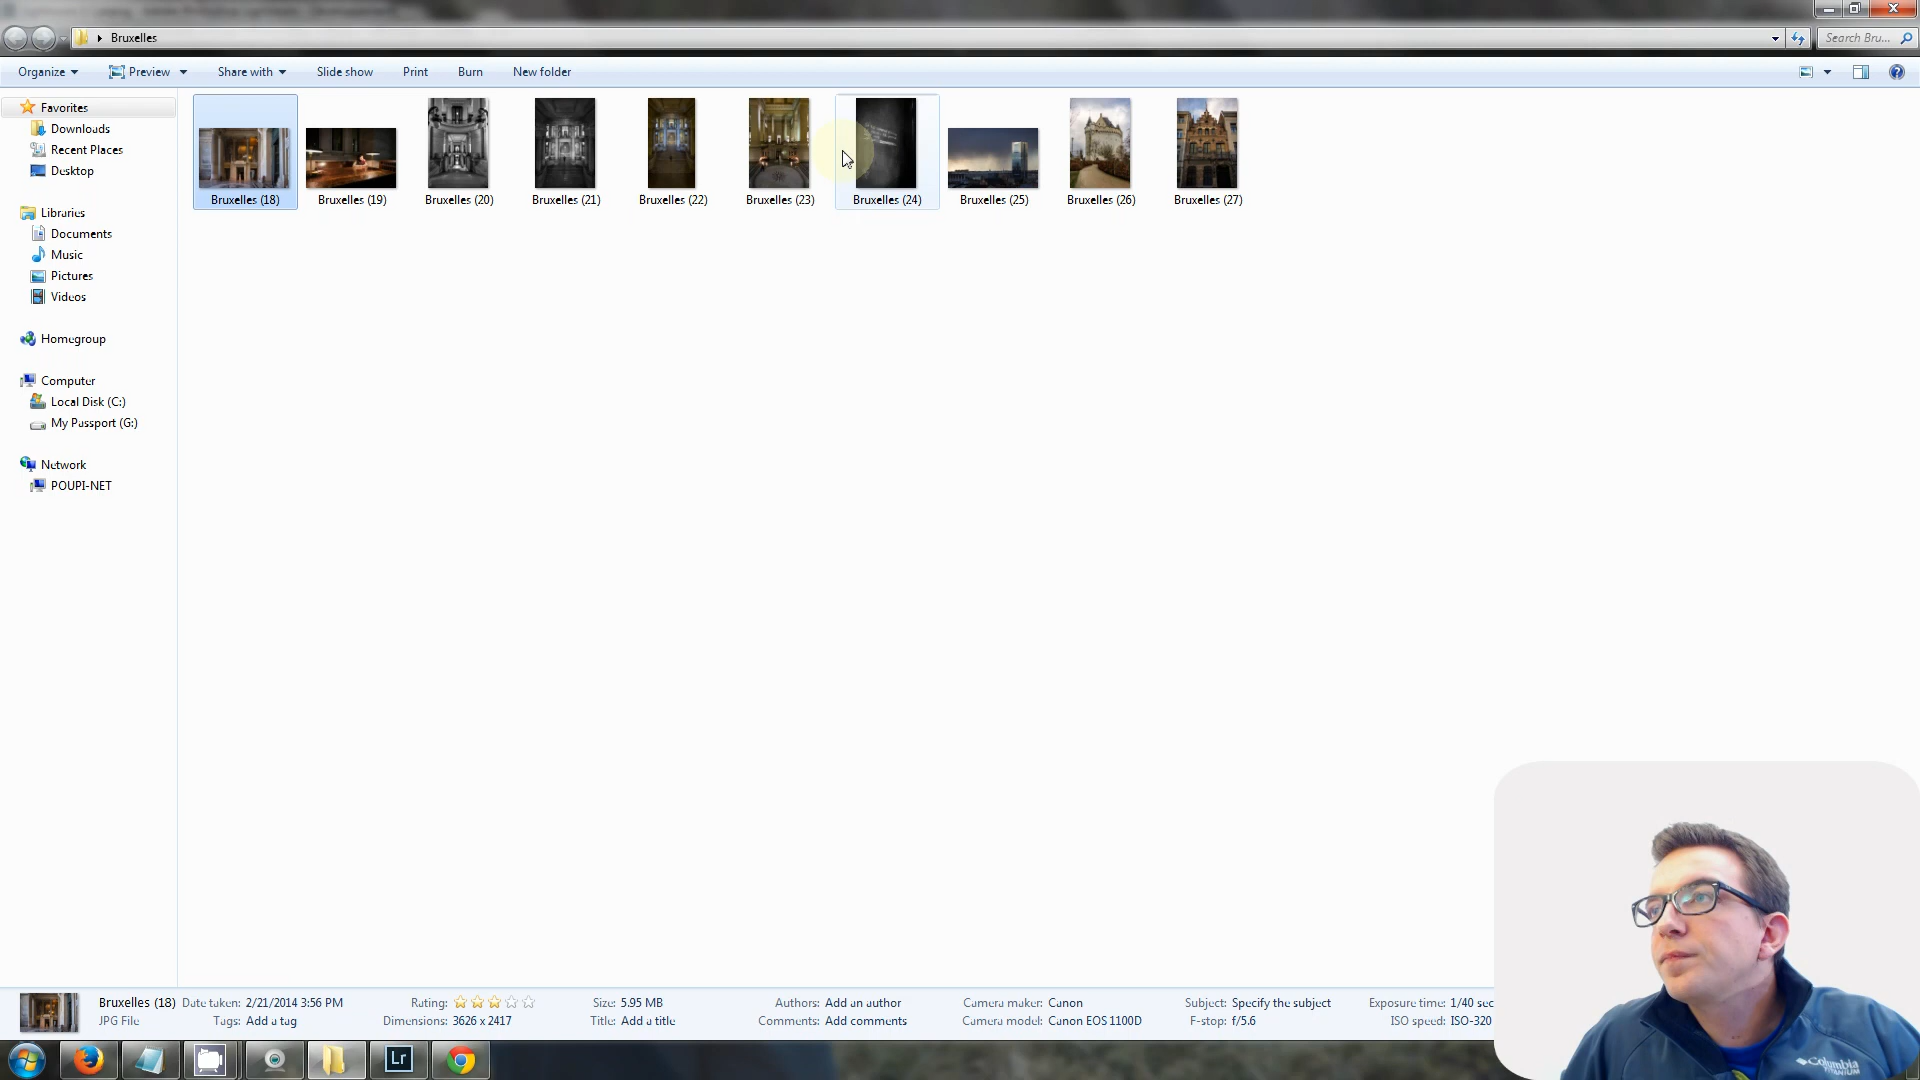 Bruxelles
Search Bru...
Organize
Preview
Share with
Slide show
Print
Burn
New folder
Favorites
Downloads
Recent Places
Desktop
Libraries
Documents
Music
Pictures
Videos
Homegroup
Computer
Local Disk (C:)
My Passport (G:)
Network
POUPI-NET
Bruxelles (18)
Bruxelles (19)
Bruxelles (20)
Bruxelles (21)
Bruxelles (22)
Bruxelles (23)
Bruxelles (24)
Bruxelles (25)
Bruxelles (26)
Bruxelles (27)
Bruxelles (18) Date taken: 2/21/2014 3:56 PM Rating: Size: 5.95 MB Authors: Add an author Camera maker: Canon Subject: Specify the subject Exposure time: 1/40 sec
JPG File Tags: Add a tag Dimensions: 3626 x 2417 Title: Add a title Comments: Add comments Camera model: Canon EOS 1100D F-stop: f/5.6 ISO speed: ISO-320
Lr
Columbia
TITANIUM